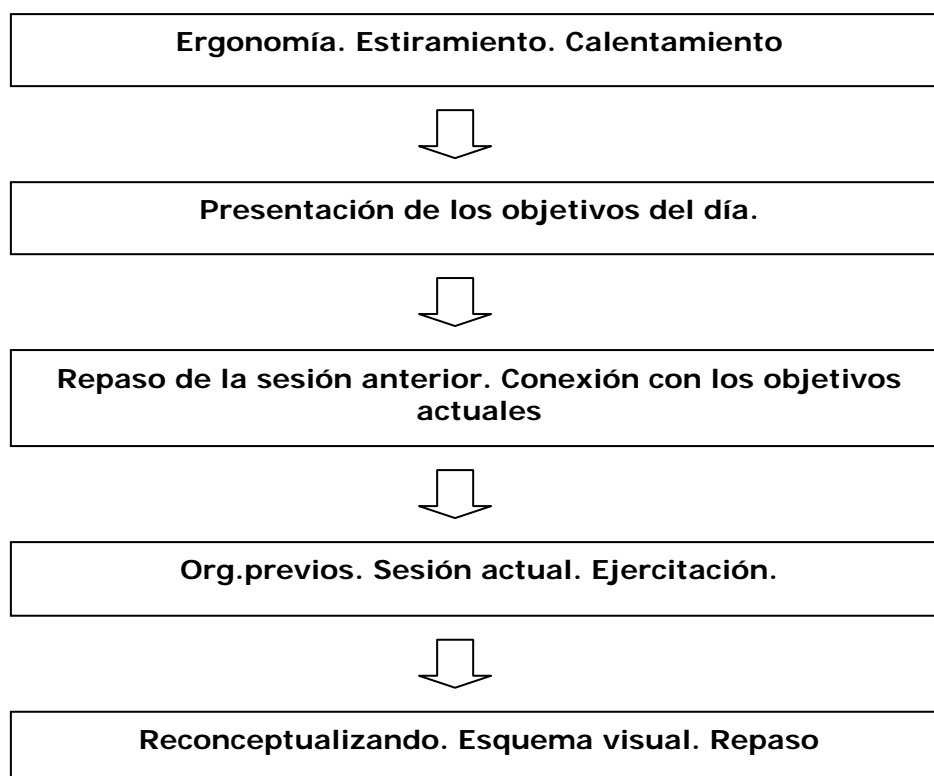 Ergonomía. Estiramiento. Calentamiento
Presentación de los objetivos del día.
Repaso de la sesión anterior. Conexión con los objetivos
actuales
Org.previos. Sesión actual. Ejercitación.
Reconceptualizando. Esquema visual. Repaso